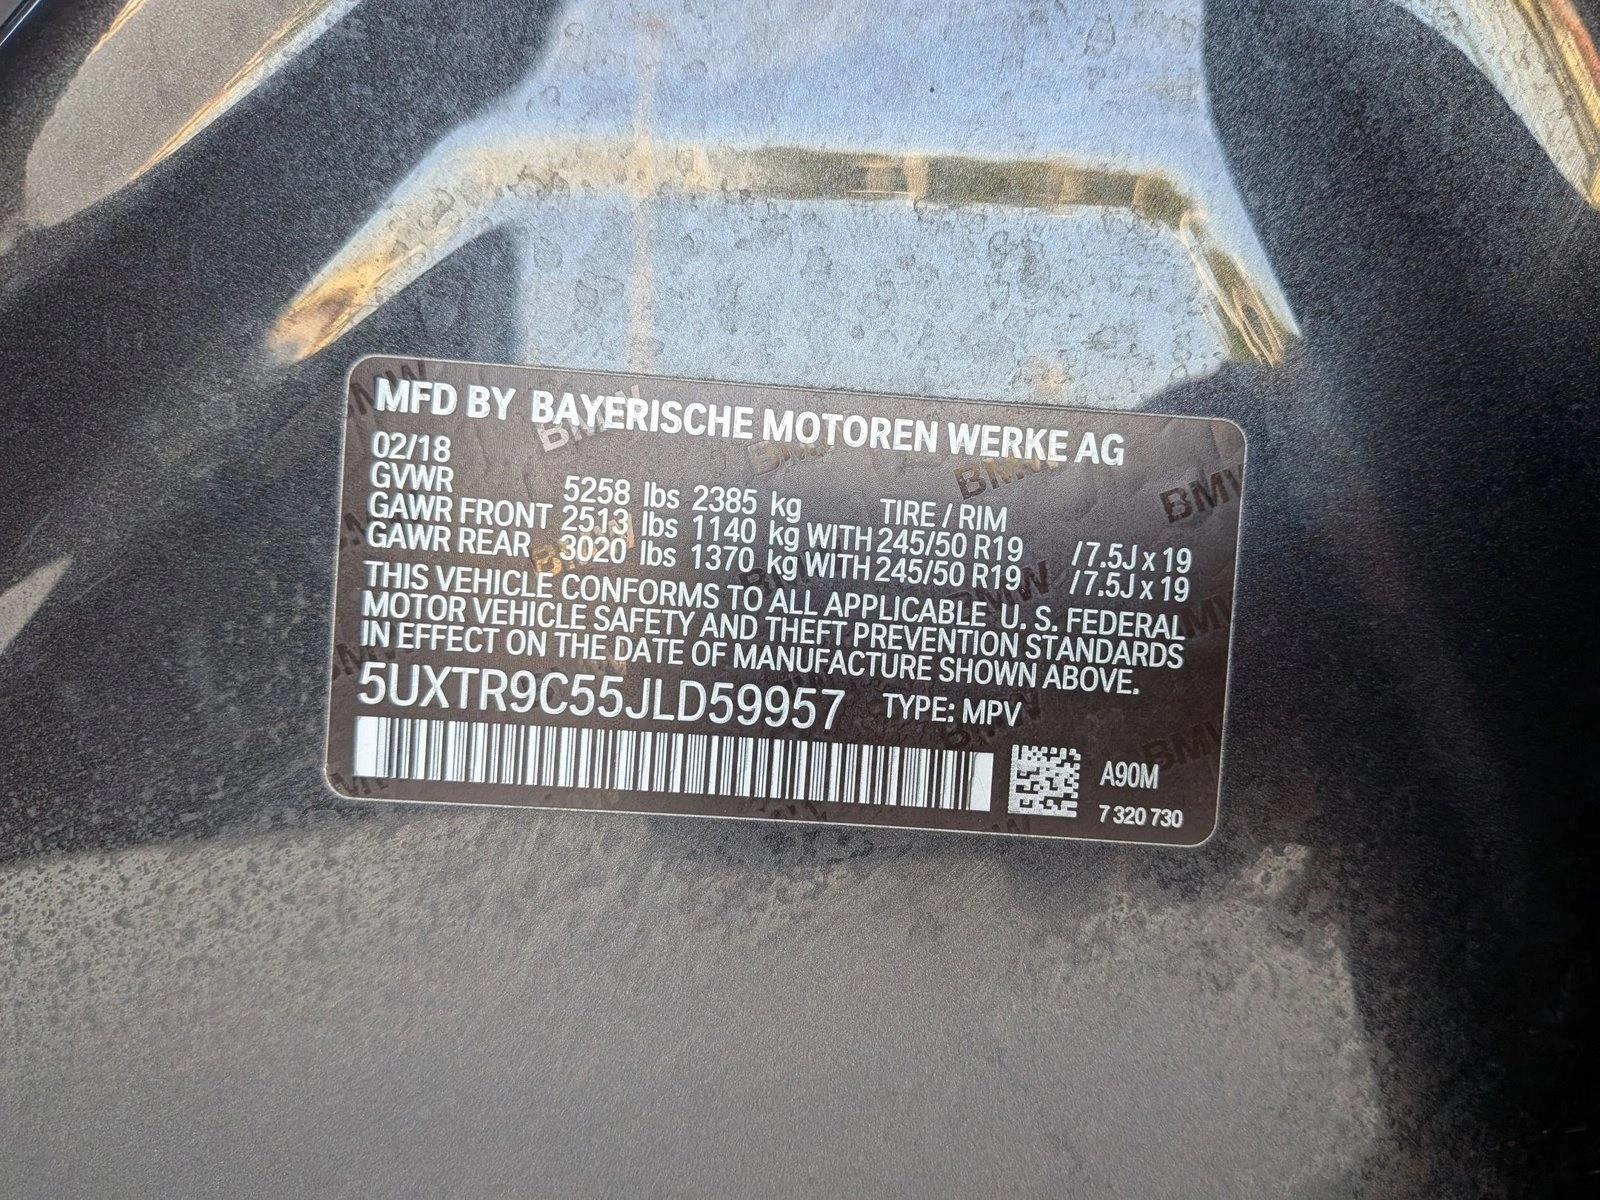 MFD BY BAYERISCHE MOTOREN WERKE AG
02/18
GVWR 5258 lbs 2385 kg TIRE / RIM
GAWR FRONT 2513 lbs 1140 kg WITH 245/50 R19 /7.5J x 19
GAWR REAR 3020 lbs 1370 kg WITH 245/50 R19 /7.5J x 19
THIS VEHICLE CONFORMS TO ALL APPLICABLE U. S. FEDERAL
MOTOR VEHICLE SAFETY AND THEFT PREVENTION STANDARDS
IN EFFECT ON THE DATE OF MANUFACTURE SHOWN ABOVE.
5UXTR9C55JLD59957 TYPE: MPV
A90M
7 320 730